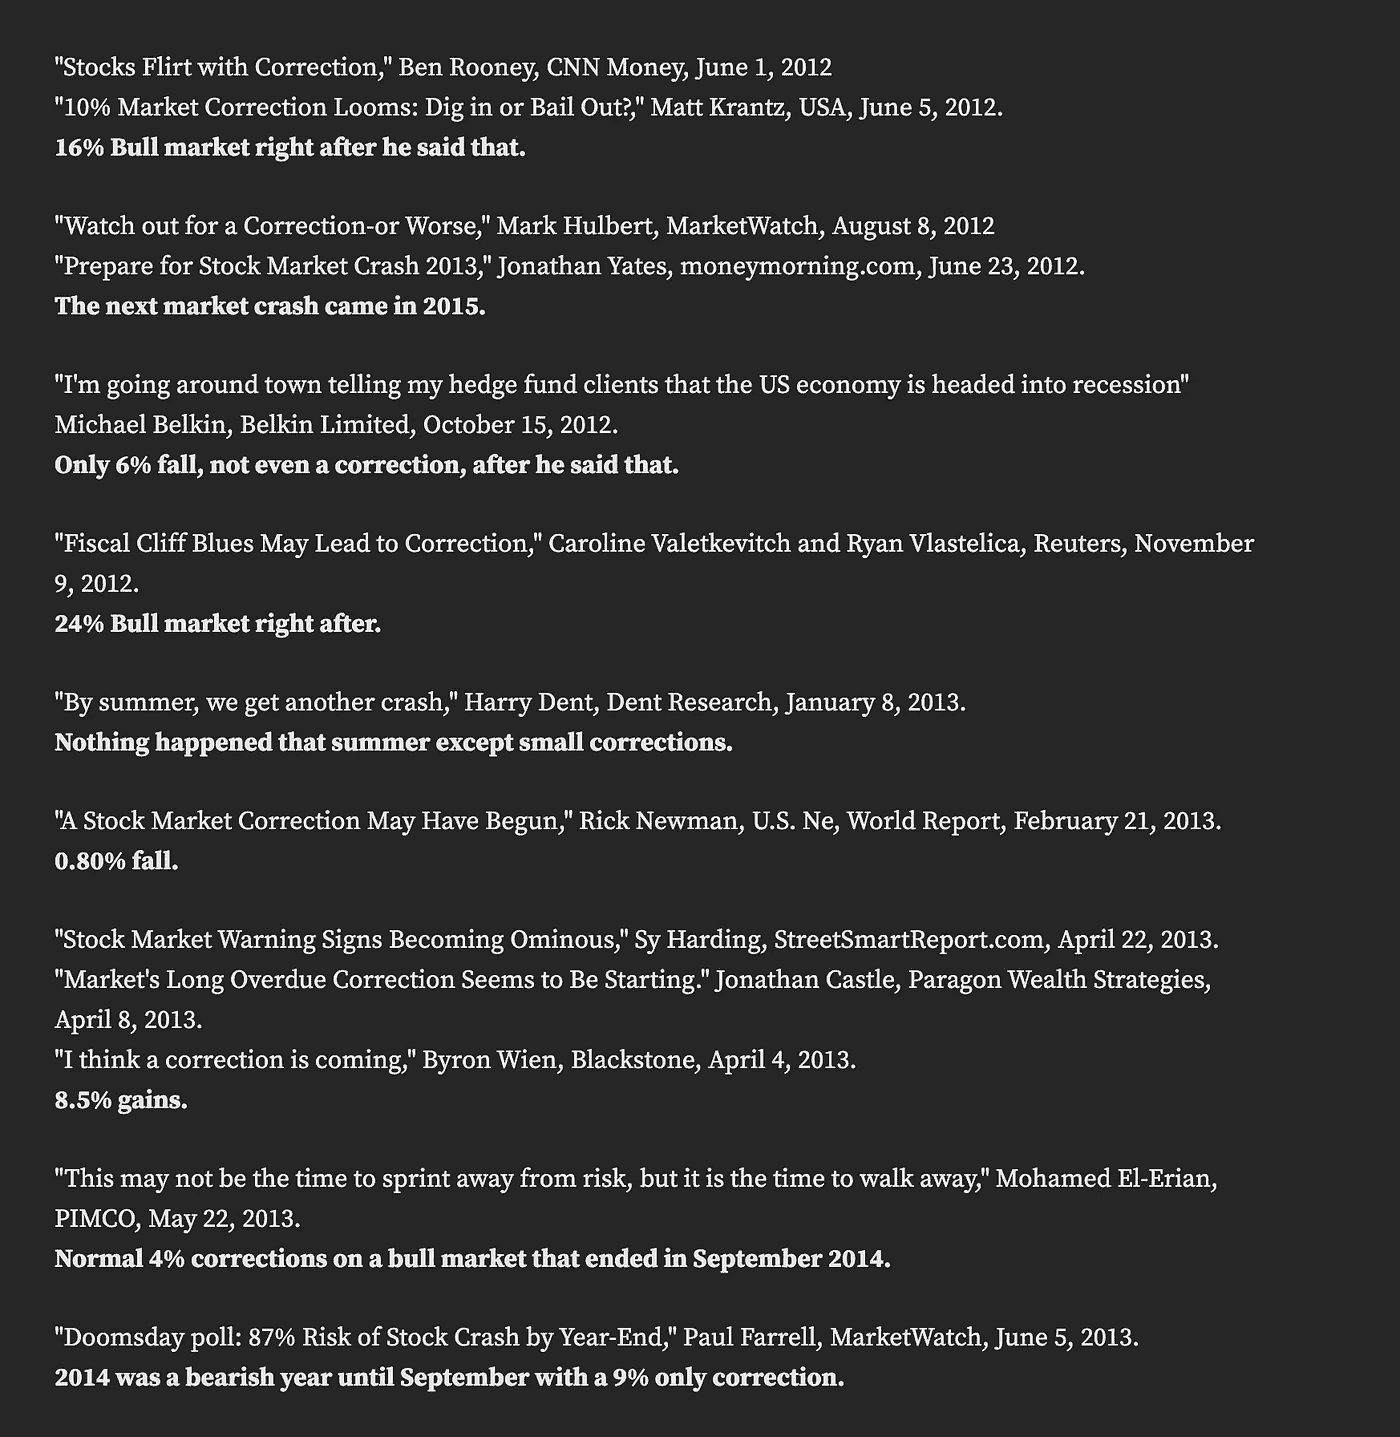 "Stocks Flirt with Correction," Ben Rooney, CNN Money, June 1, 2012
"10% Market Correction Looms: Dig in or Bail Out?," Matt Krantz, USA, June 5, 2012.
16% Bull market right after he said that.
"Watch out for a Correction-or Worse," Mark Hulbert, MarketWatch, August 8, 2012
"Prepare for Stock Market Crash 2013," Jonathan Yates, moneymorning.com, June 23, 2012.
The next market crash came in 2015.
"I'm going around town telling my hedge fund clients that the US economy is headed into recession"
Michael Belkin, Belkin Limited, October 15, 2012.
Only 6% fall, not even a correction, after he said that.
"Fiscal Cliff Blues May Lead to Correction," Caroline Valetkevitch and Ryan Vlastelica, Reuters, November
9, 2012.
24% Bull market right after.
"By summer, we get another crash," Harry Dent, Dent Research, January 8, 2013.
Nothing happened that summer except small corrections.
"A Stock Market Correction May Have Begun," Rick Newman, U.S. Ne, World Report, February 21, 2013.
0.80% fall.
"Stock Market Warning Signs Becoming Ominous," Sy Harding, StreetSmartReport.com, April 22, 2013.
"Market's Long Overdue Correction Seems to Be Starting." Jonathan Castle, Paragon Wealth Strategies,
April 8, 2013.
"I think a correction is coming," Byron Wien, Blackstone, April 4, 2013.
8.5% gains.
"This may not be the time to sprint away from risk, but it is the time to walk away," Mohamed El-Erian,
PIMCO, May 22, 2013.
Normal 4% corrections on a bull market that ended in September 2014.
"Doomsday poll: 87% Risk of Stock Crash by Year-End," Paul Farrell, MarketWatch, June 5, 2013.
2014 was a bearish year until September with a 9% only correction.